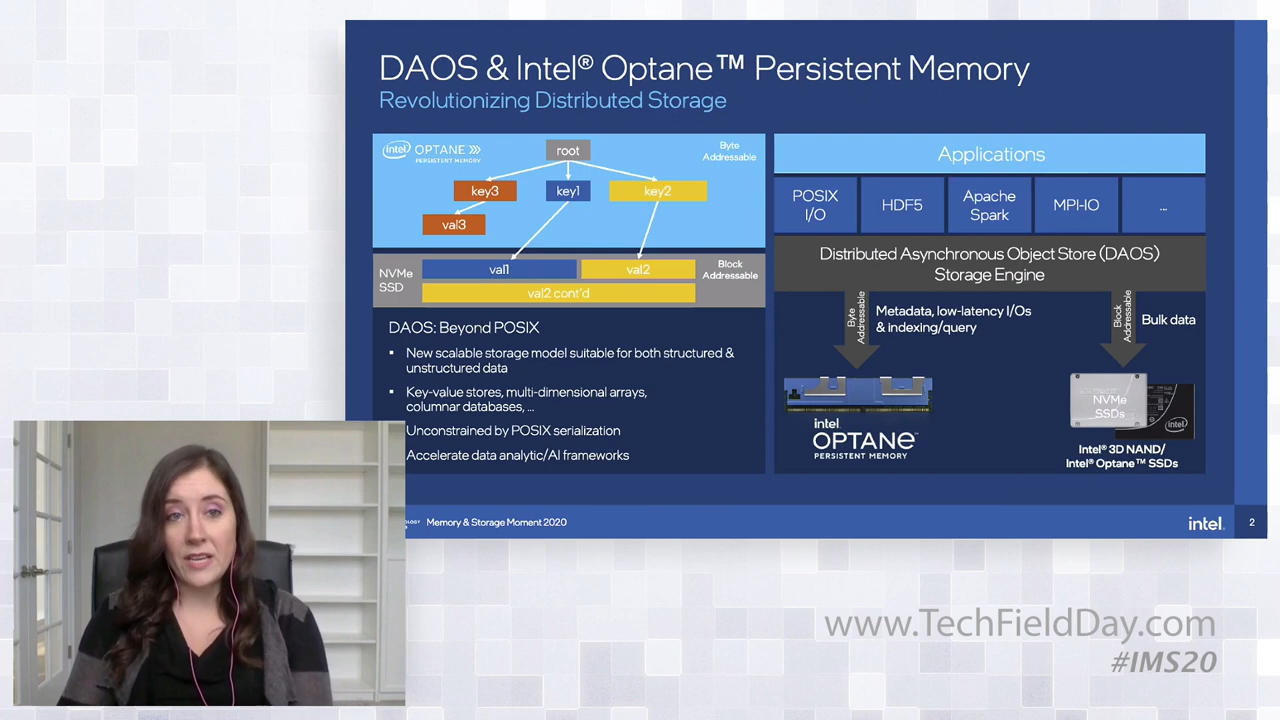 DAOS & Intel® Optane™ Persistent Memory
Revolutionizing Distributed Storage
intel OPTANE
PERSISTENT MEMORY
root
Byte
Addressable
key3
key1
key2
val3
NVMe
SSD
val1
val2
Block
Addressable
val2 cont'd
DAOS: Beyond POSIX
▪ New scalable storage model suitable for both structured &
unstructured data
▪ Key-value stores, multi-dimensional arrays,
columnar databases, ...
Unconstrained by POSIX serialization
Accelerate data analytic/AI frameworks
Applications
POSIX
I/O
HDF5
Apache
Spark
MPI-IO
...
Distributed Asynchronous Object Store (DAOS)
Storage Engine
Byte
Addressable
Metadata, low-latency I/Os
& indexing/query
Block
Addressable
Bulk data
intel
OPTANE™
PERSISTENT MEMORY
NVMe
SSDs
intel
Intel® 3D NAND/
Intel® Optane™ SSDs
Memory & Storage Moment 2020
intel.
2
www.TechFieldDay.com
#IMS20